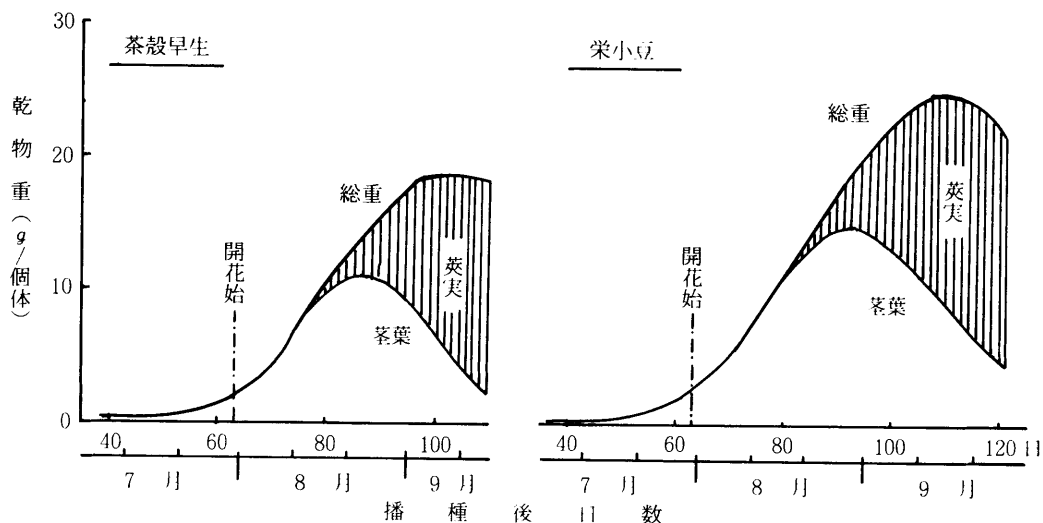 茶殻早生
栄小豆
乾物重(g/個体)
30
20
10
0
総重
開花始
莢実
茎葉
総重
開花始
莢実
茎葉
40 60 80 100
40 60 80 100 120日
7月 8月 9月
7月 8月 9月
播種後日数